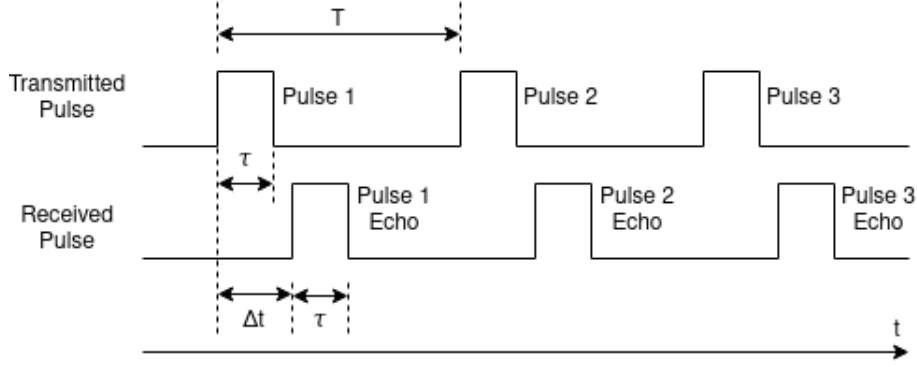 T
Transmitted
Pulse
Pulse 1
Pulse 2
Pulse 3
τ
Received
Pulse
Pulse 1
Echo
Pulse 2
Echo
Pulse 3
Echo
Δt
τ
t